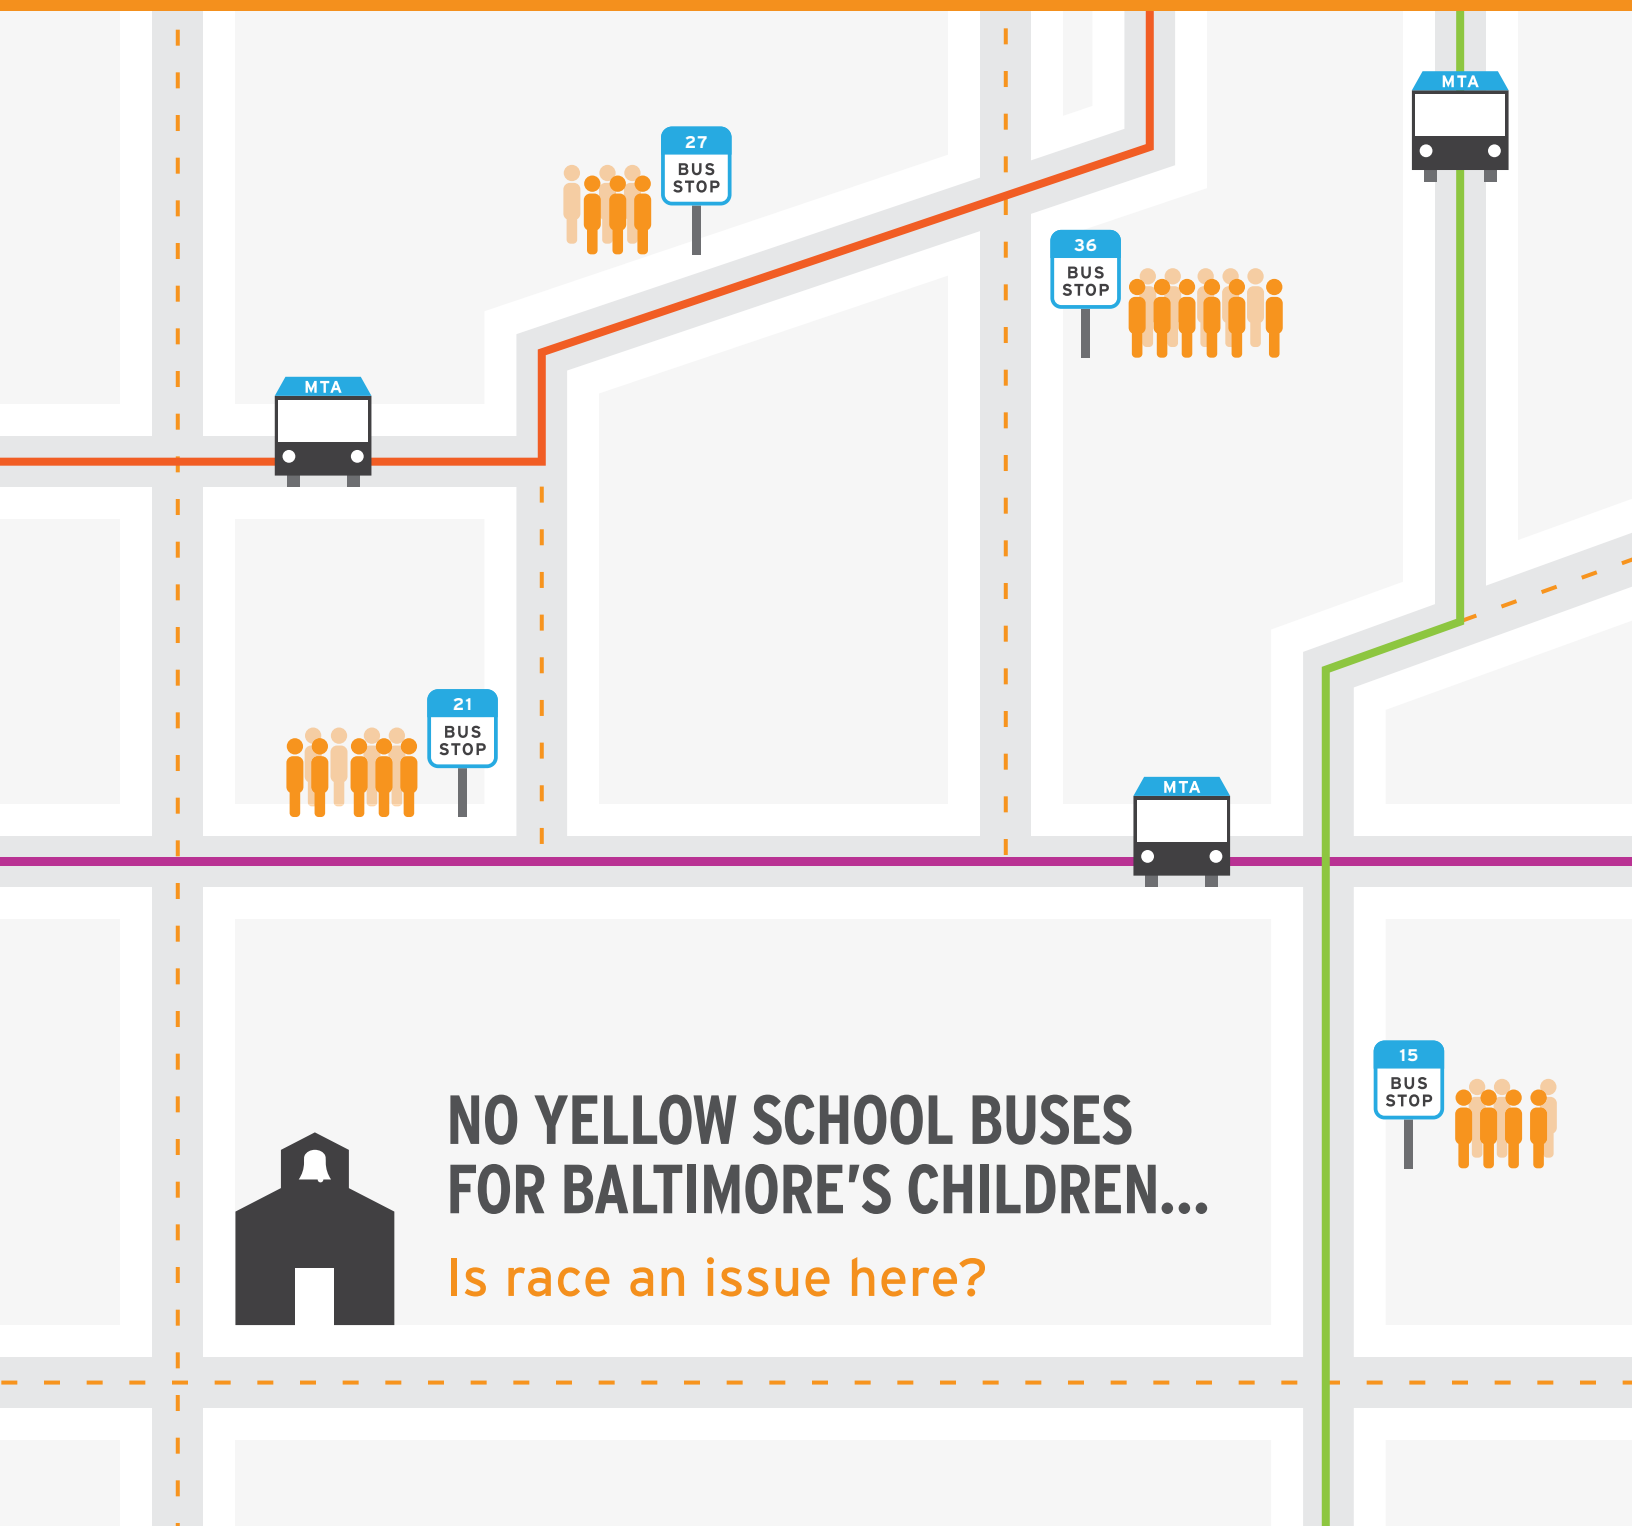 MTA
27
BUS
STOP
36
BUS
STOP
MTA
21
BUS
STOP
MTA
15
BUS
STOP
NO YELLOW SCHOOL BUSES
FOR BALTIMORE'S CHILDREN...
Is race an issue here?